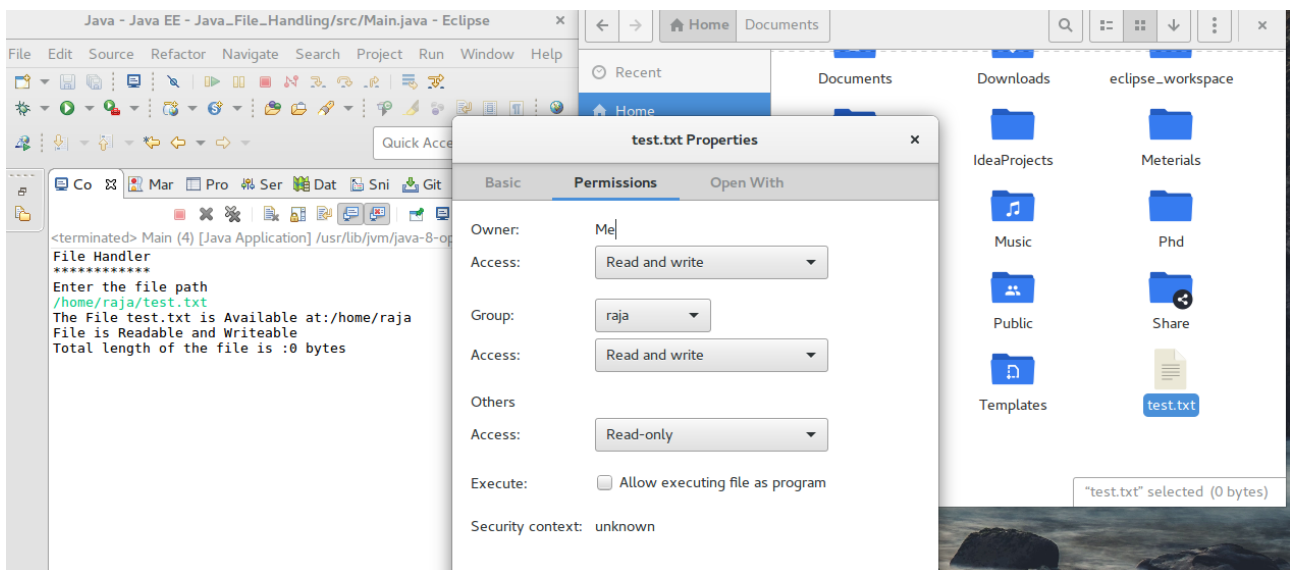 Java - Java EE - Java_File_Handling/src/Main.java - Eclipse
File Edit Source Refactor Navigate Search Project Run Window Help
Quick Acce
Co Mar Pro Ser Dat Sni Git
<terminated> Main (4) [Java Application] /usr/lib/jvm/java-8-op
File Handler
************
Enter the file path
/home/raja/test.txt
The File test.txt is Available at:/home/raja
File is Readable and Writeable
Total length of the file is :0 bytes
test.txt Properties
Basic Permissions Open With
Owner: Me
Access: Read and write
Group: raja
Access: Read and write
Others
Access: Read-only
Execute: Allow executing file as program
Security context: unknown
Home Documents
Recent
Home
Documents Downloads eclipse_workspace
IdeaProjects Meterials
Music Phd
Public Share
Templates test.txt
"test.txt" selected (0 bytes)